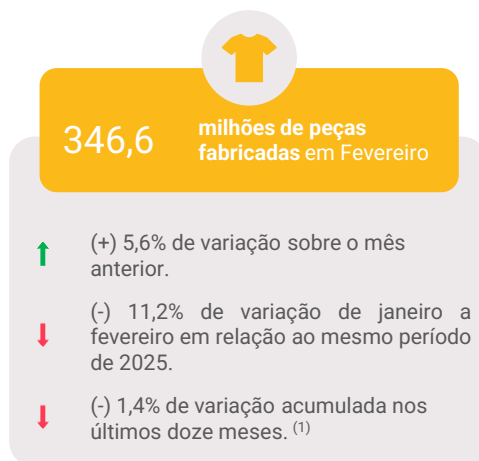 346,6
milhões de peças
fabricadas em Fevereiro
(+) 5,6% de variação sobre o mês
anterior.
(-) 11,2% de variação de janeiro a
fevereiro em relação ao mesmo período
de 2025.
(-) 1,4% de variação acumulada nos
últimos doze meses. (1)